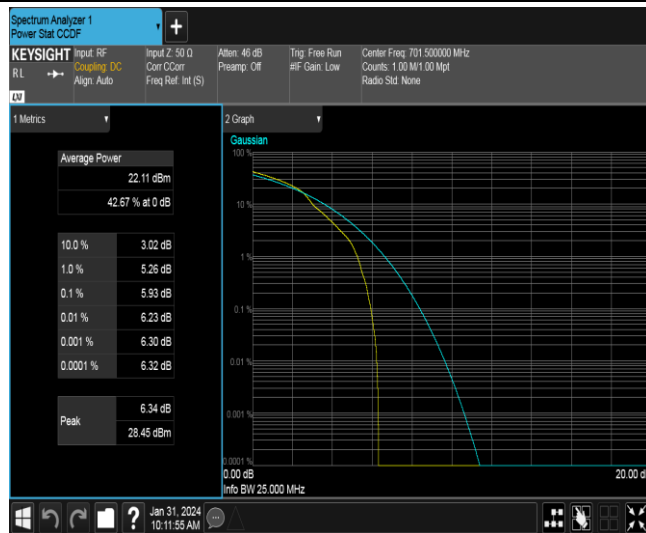 Spectrum Analyzer 1
Power Stat CCDF
+
KEYSIGHT
RL
Input: RF
Coupling: DC
Align: Auto
Input Z: 50 Ω
Corr CCorr
Freq Ref: Int (S)
Atten: 46 dB
Preamp: Off
Trig: Free Run
#IF Gain: Low
Center Freq: 701.500000 MHz
Counts: 1.00 M/1.00 Mpt
Radio Std: None
1 Metrics
Average Power
22.11 dBm
42.67 % at 0 dB
10.0 % 3.02 dB
1.0 % 5.26 dB
0.1 % 5.93 dB
0.01 % 6.23 dB
0.001 % 6.30 dB
0.0001 % 6.32 dB
Peak
6.34 dB
28.45 dBm
2 Graph
Gaussian
100 %
10 %
1 %
0.1 %
0.01 %
0.001 %
0.0001 %
0.00 dB
20.00 d
Info BW 25.000 MHz
?
Jan 31, 2024
10:11:55 AM